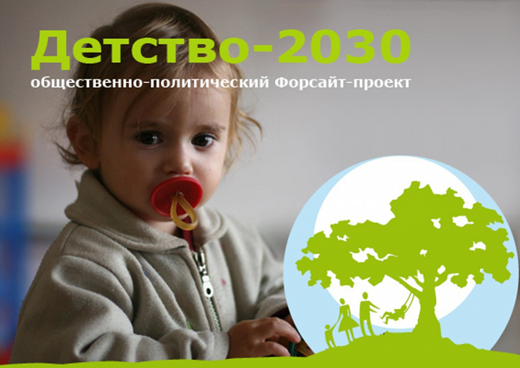 Детство-2030
общественно-политический Форсайт-проект